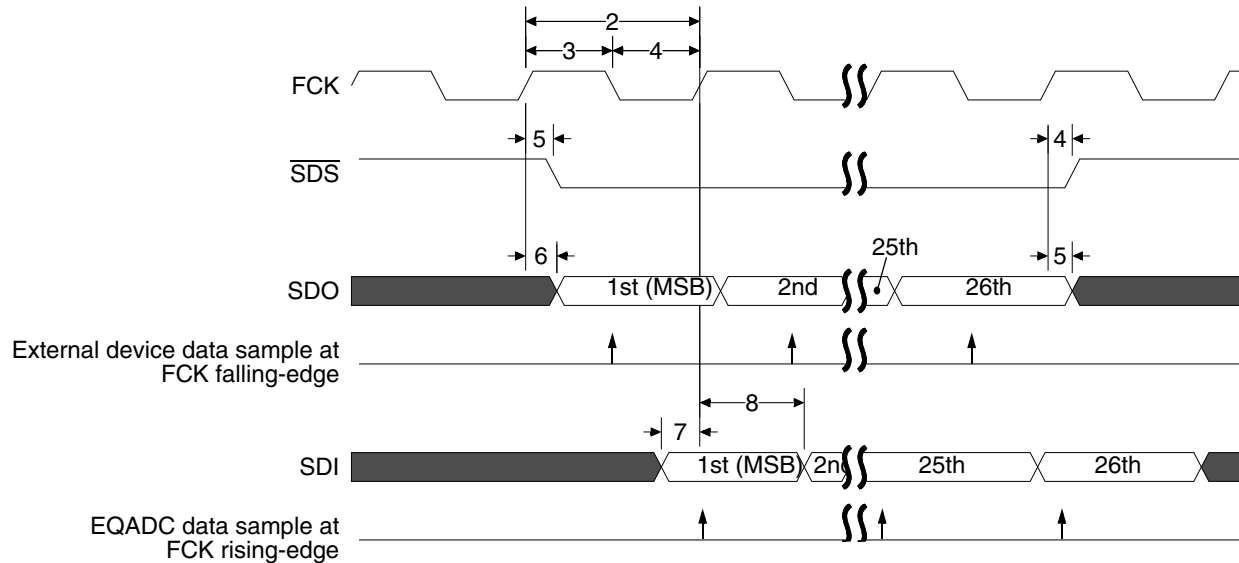 2
3 4
FCK
5 4
SDS
25th
6 5
SDO 1st (MSB) 2nd 26th
External device data sample at
FCK falling-edge
8
7
SDI 1st (MSB) 2nd 25th 26th
EQADC data sample at
FCK rising-edge